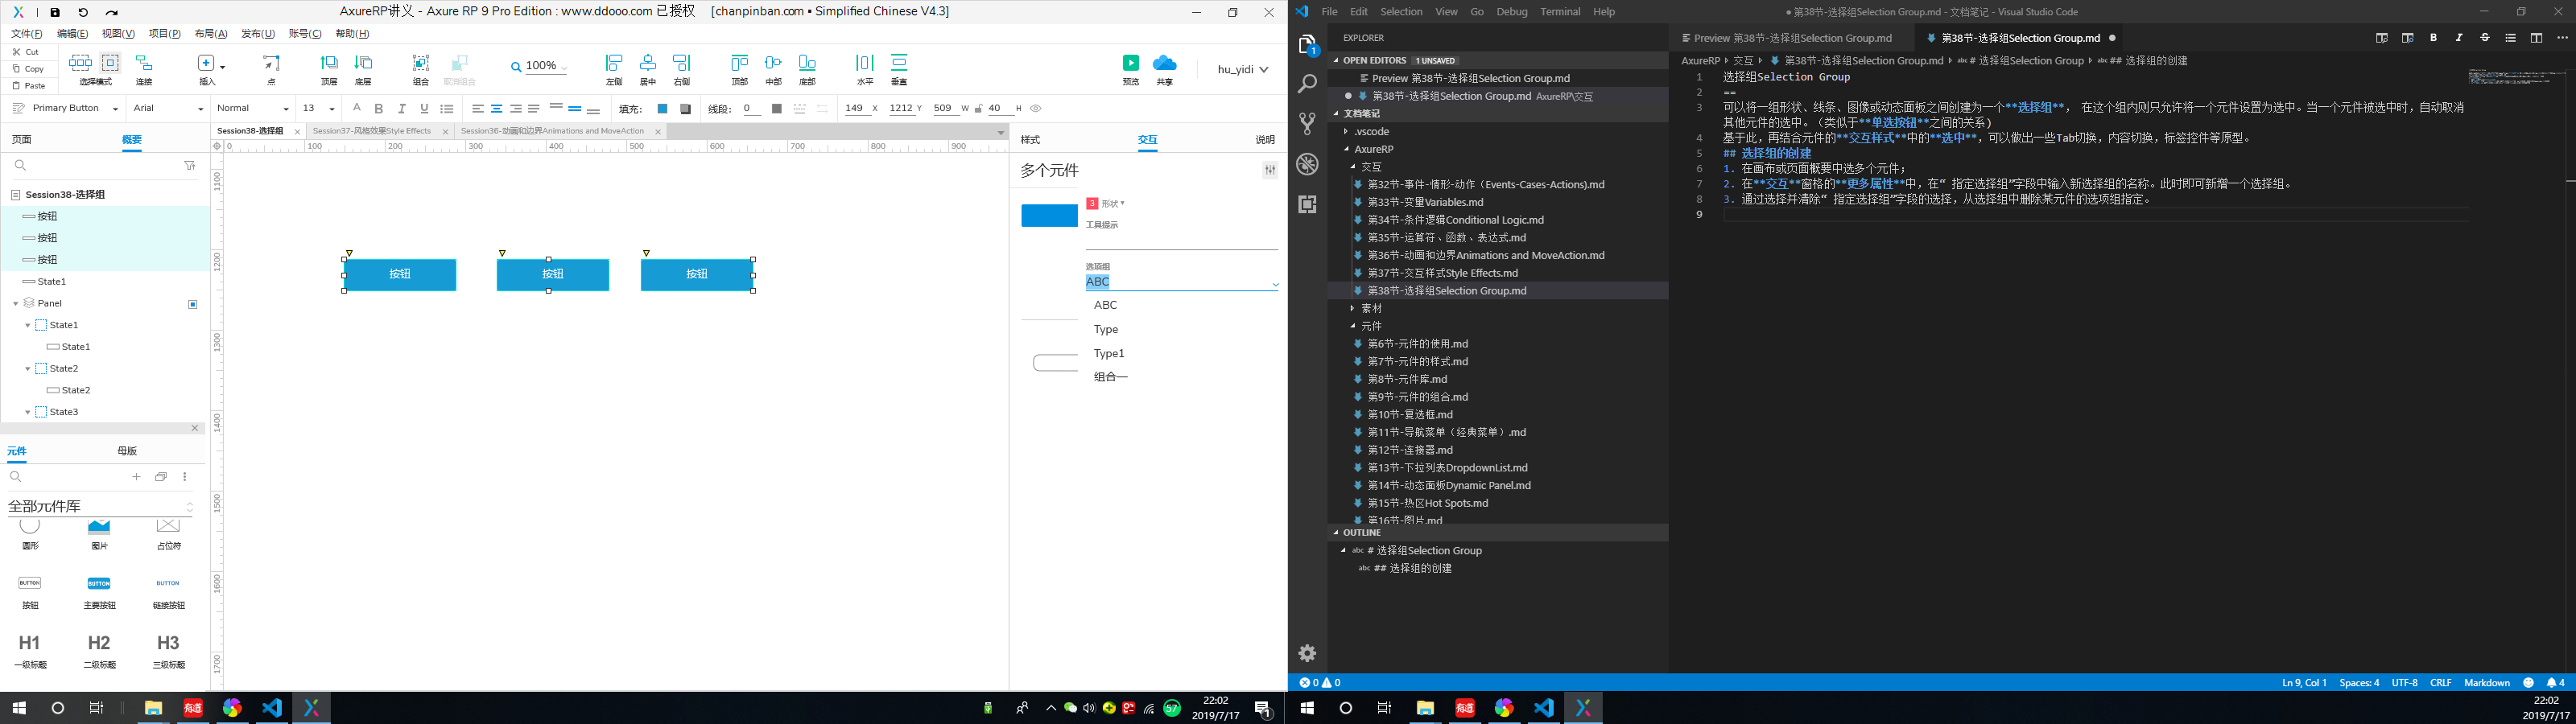 AxureRP讲义 - Axure RP 9 Pro Edition : www.ddooo.com 已授权 [chanpinban.com • Simplified Chinese V4.3]
文件(F) 编辑(E) 视图(V) 项目(P) 布局(A) 发布(U) 账号(C) 帮助(H)
Cut
Copy
Paste
选择模式 连接 插入 点 顶层 底层 组合 取消组合 100% 左侧 居中 右侧 顶部 中部 底部 水平 垂直 预览 共享 hu_yidi
Primary Button Arial Normal 13 填充: 线段: 0 149 X 1212 Y 509 W 40 H
页面 概要
Session38-选择组
按钮
按钮
按钮
State1
Panel
State1
State1
State2
State2
State3
元件 母版
全部元件库
圆形 图片 占位符
BUTTON BUTTON BUTTON
按钮 主要按钮 链接按钮
H1 H2 H3
一级标题 二级标题 三级标题
Session38-选择组 Session37-风格效果Style Effects Session36-动画和边界Animations and MoveAction
0 100 200 300 400 500 600 700 800 900
1100
1200
1300
1400
1500
1600
1700
按钮 按钮 按钮
样式 交互 说明
多个元件
3 形状
工具提示
选项组
ABC
ABC
Type
Type1
组合一
57 22:02
2019/7/17
1
File Edit Selection View Go Debug Terminal Help
● 第38节-选择组Selection Group.md - 文档笔记 - Visual Studio Code
1
EXPLORER
OPEN EDITORS 1 UNSAVED
Preview 第38节-选择组Selection Group.md
第38节-选择组Selection Group.md AxureRP\交互
文档笔记
.vscode
AxureRP
交互
第32节-事件-情形-动作（Events-Cases-Actions).md
第33节-变量Variables.md
第34节-条件逻辑Conditional Logic.md
第35节-运算符、函数、表达式.md
第36节-动画和边界Animations and MoveAction.md
第37节-交互样式Style Effects.md
第38节-选择组Selection Group.md
素材
元件
第6节-元件的使用.md
第7节-元件的样式.md
第8节-元件库.md
第9节-元件的组合.md
第10节-复选框.md
第11节-导航菜单（经典菜单）.md
第12节-连接器.md
第13节-下拉列表DropdownList.md
第14节-动态面板Dynamic Panel.md
第15节-热区Hot Spots.md
第16节-图片.md
OUTLINE
abc # 选择组Selection Group
abc ## 选择组的创建
Preview 第38节-选择组Selection Group.md 第38节-选择组Selection Group.md
AxureRP › 交互 › 第38节-选择组Selection Group.md › abc # 选择组Selection Group › abc ## 选择组的创建
1 选择组Selection Group
2 ==
3 可以将一组形状、线条、图像或动态面板之间创建为一个**选择组**， 在这个组内则只允许将一个元件设置为选中。当一个元件被选中时，自动取消
其他元件的选中。（类似于**单选按钮**之间的关系)
4 基于此，再结合元件的**交互样式**中的**选中**，可以做出一些Tab切换，内容切换，标签控件等原型。
5 ## 选择组的创建
6 1. 在画布或页面概要中选多个元件；
7 2. 在**交互**窗格的**更多属性**中，在“ 指定选择组”字段中输入新选择组的名称。此时即可新增一个选择组。
8 3. 通过选择并清除“ 指定选择组”字段的选择，从选择组中删除某元件的选项组指定。
9
0 0 Ln 9, Col 1 Spaces: 4 UTF-8 CRLF Markdown 4
22:02
2019/7/17